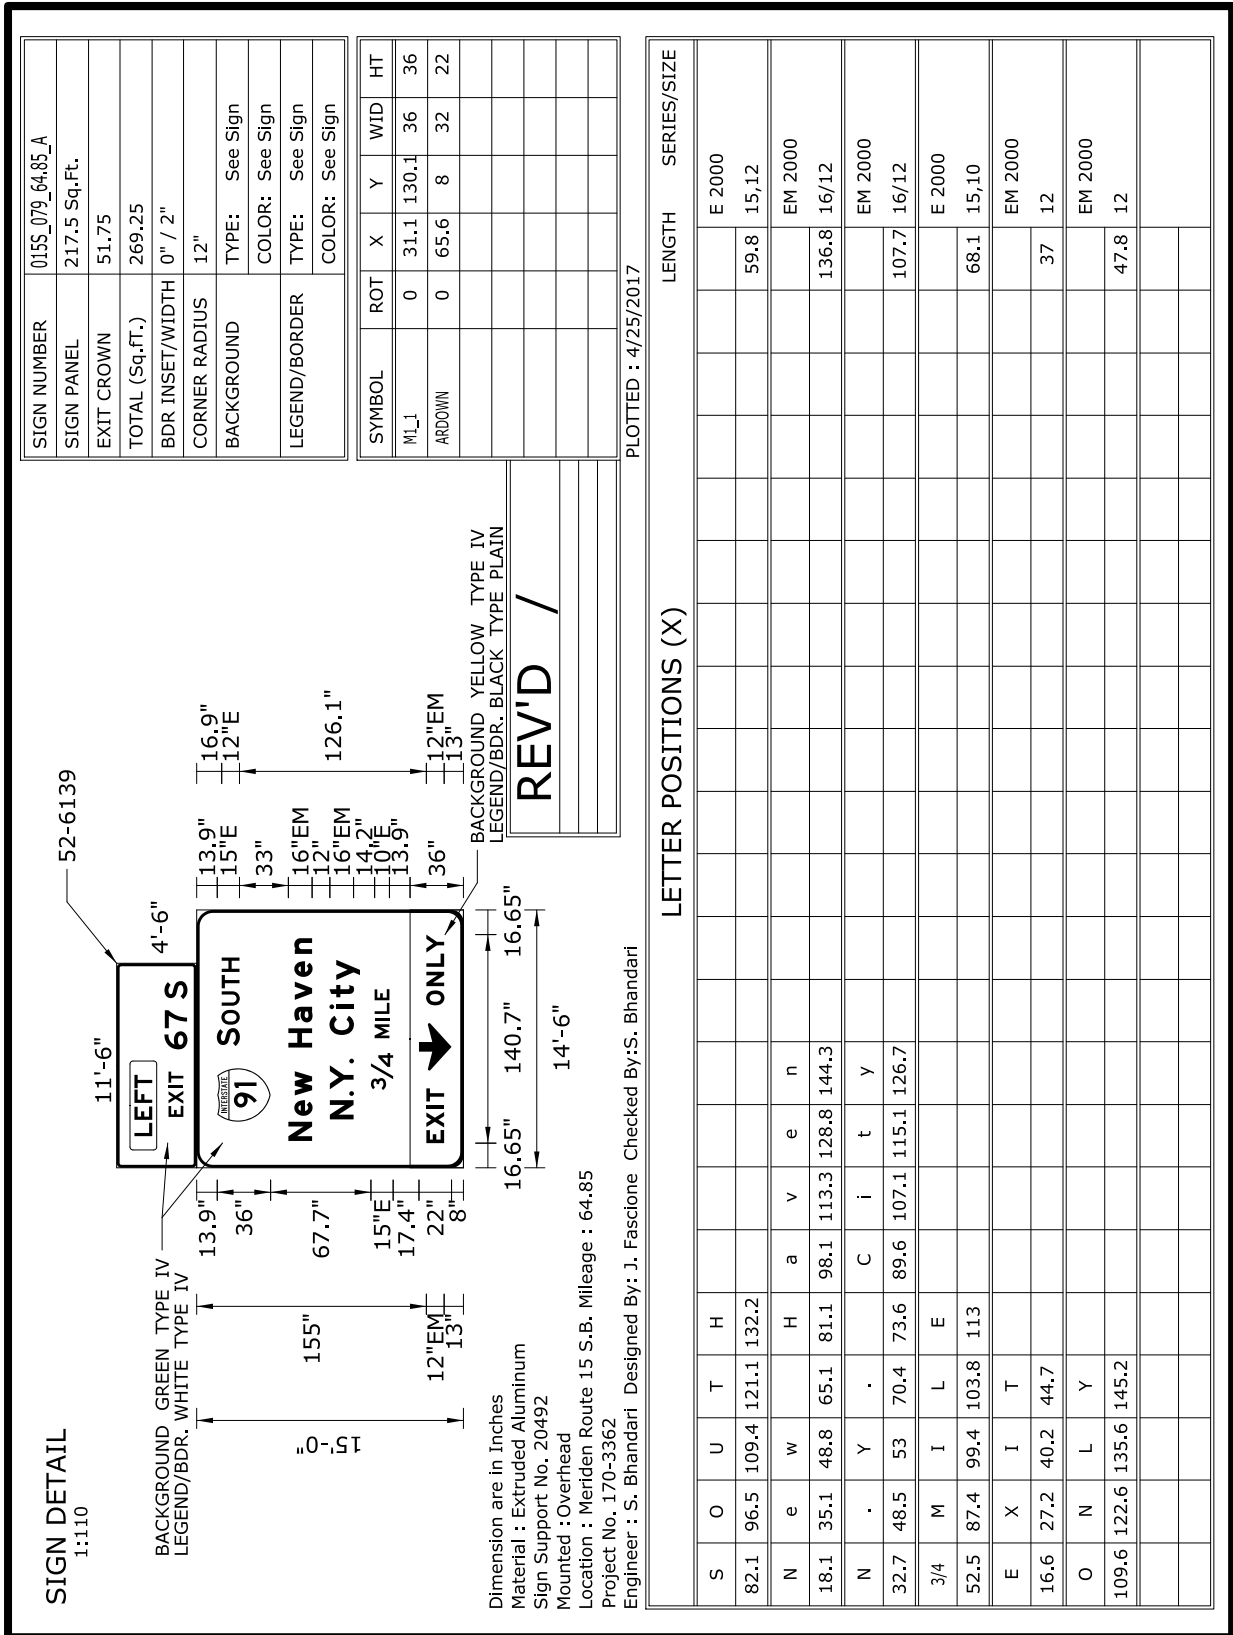 SIGN DETAIL
1:110
BACKGROUND GREEN TYPE IV
LEGEND/BDR. WHITE TYPE IV
52-6139
11'-6"
4'-6"
LEFT
EXIT 67 S
INTERSTATE
91
SOUTH
New Haven
N.Y. City
3/4 MILE
EXIT ONLY
15'-0"
155"
12"EM
13"
13.9"
36"
67.7"
15"E
17.4"
22"
8"
13.9"
15"E
33"
16"EM
12"
16"EM
14.2"
10"E
13.9"
36"
16.9"
12"E
126.1"
12"EM
13"
16.65" 140.7" 16.65"
14'-6"
BACKGROUND YELLOW TYPE IV
LEGEND/BDR. BLACK TYPE PLAIN
REV'D /
Dimension are in Inches
Material : Extruded Aluminum
Sign Support No. 20492
Mounted :Overhead
Location : Meriden Route 15 S.B. Mileage : 64.85
Project No. 170-3362
Engineer : S. Bhandari Designed By: J. Fascione Checked By:S. Bhandari
SIGN NUMBER 015S_079_64.85_A
SIGN PANEL 217.5 Sq.Ft.
EXIT CROWN 51.75
TOTAL (Sq.fT.) 269.25
BDR INSET/WIDTH 0" / 2"
CORNER RADIUS 12"
BACKGROUND TYPE: See Sign
COLOR: See Sign
LEGEND/BORDER TYPE: See Sign
COLOR: See Sign
SYMBOL ROT X Y WID HT
M1_1 0 31.1 130.1 36 36
ARDOWN 0 65.6 8 32 22
PLOTTED : 4/25/2017
LETTER POSITIONS (X) LENGTH SERIES/SIZE
S O U T H E 2000
82.1 96.5 109.4 121.1 132.2 59.8 15,12
N e w H a v e n EM 2000
18.1 35.1 48.8 65.1 81.1 98.1 113.3 128.8 144.3 136.8 16/12
N . Y . C i t y EM 2000
32.7 48.5 53 70.4 73.6 89.6 107.1 115.1 126.7 107.7 16/12
3/4 M I L E E 2000
52.5 87.4 99.4 103.8 113 68.1 15,10
E X I T EM 2000
16.6 27.2 40.2 44.7 37 12
O N L Y EM 2000
109.6 122.6 135.6 145.2 47.8 12